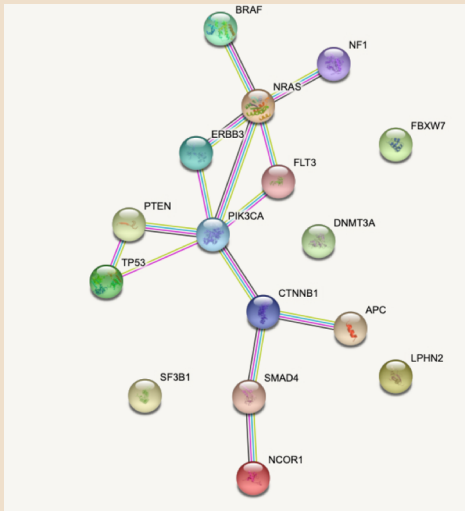 BRAF
NF1
NRAS
FBXW7
ERBB3
FLT3
PTEN
PIK3CA
DNMT3A
TP53
CTNNB1
APC
LPHN2
SF3B1
SMAD4
NCOR1